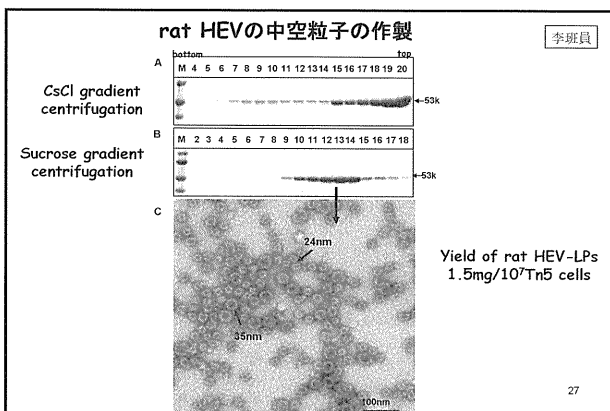 rat HEVの中空粒子の作製
李班員
bottom
top
A
M 4 5 6 7 8 9 10 11 12 13 14 15 16 17 18 19 20
CsCl gradient
centrifugation
53k
B
M 2 3 4 5 6 7 8 9 10 11 12 13 14 15 16 17 18
Sucrose gradient
centrifugation
53k
C
24nm
35nm
100nm
Yield of rat HEV-LPs
1.5mg/10⁷Tn5 cells
27